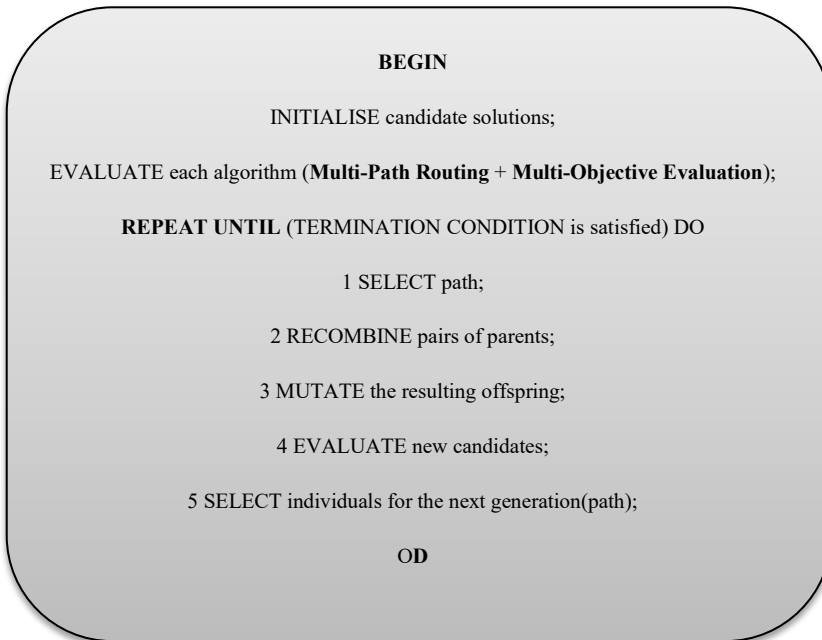 BEGIN
INITIALISE candidate solutions;
EVALUATE each algorithm (Multi-Path Routing + Multi-Objective Evaluation);
REPEAT UNTIL (TERMINATION CONDITION is satisfied) DO
1 SELECT path;
2 RECOMBINE pairs of parents;
3 MUTATE the resulting offspring;
4 EVALUATE new candidates;
5 SELECT individuals for the next generation(path);
OD